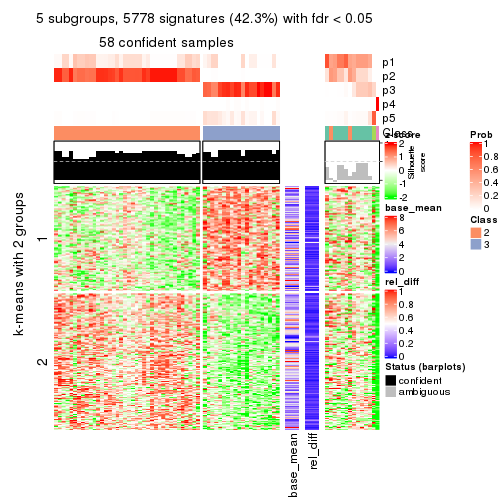 5 subgroups, 5778 signatures (42.3%) with fdr < 0.05
58 confident samples
p1
p2
p3
p4
p5
Class
k-means with 2 groups
1
2
base_mean
rel_diff
z-score
2
1
0
-1
-2
Silhouette
score
base_mean
8
6
4
2
0
rel_diff
1
0.8
0.6
0.4
0.2
0
Status (barplots)
confident
ambiguous
Prob
1
0.8
0.6
0.4
0.2
0
Class
2
3